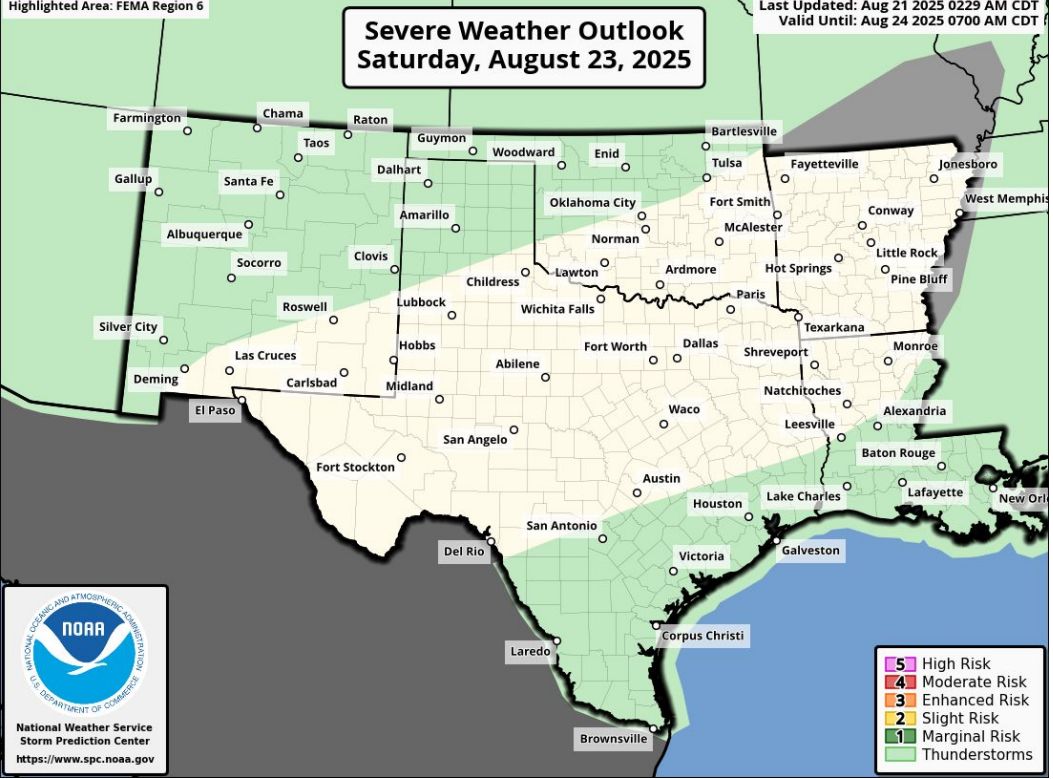 Highlighted Area: FEMA Region 6
Last Updated: Aug 21 2025 0229 AM CDT
Valid Until: Aug 24 2025 0700 AM CDT
Severe Weather Outlook
Saturday, August 23, 2025
Farmington
Chama
Raton
Guymon
Bartlesville
Taos
Woodward
Enid
Tulsa
Fayetteville
Jonesboro
Gallup
Santa Fe
Dalhart
Oklahoma City
Fort Smith
West Memphis
Albuquerque
Amarillo
Norman
McAlester
Conway
Socorro
Clovis
Childress
Lawton
Ardmore
Hot Springs
Little Rock
Pine Bluff
Roswell
Lubbock
Wichita Falls
Paris
Texarkana
Silver City
Las Cruces
Hobbs
Abilene
Fort Worth
Dallas
Shreveport
Monroe
Deming
Carlsbad
Midland
Natchitoches
El Paso
Waco
Leesville
Alexandria
San Angelo
Fort Stockton
Baton Rouge
Austin
Lake Charles
Lafayette
New Orl
Houston
San Antonio
Del Rio
Galveston
Victoria
Corpus Christi
Laredo
Brownsville
NATIONAL OCEANIC AND ATMOSPHERIC ADMINISTRATION
NOAA
U.S. DEPARTMENT OF COMMERCE
National Weather Service
Storm Prediction Center
https://www.spc.noaa.gov
5 High Risk
4 Moderate Risk
3 Enhanced Risk
2 Slight Risk
1 Marginal Risk
Thunderstorms